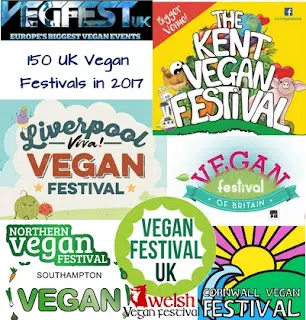 VEGFEST UK
EUROPE'S BIGGEST VEGAN EVENTS
150 UK Vegan
Festivals in 2017
Bigger Venue!
THE
KENT
VEGAN
FESTIVAL
Liverpool
Viva!
VEGAN
FESTIVAL
VEGAN
festival
OF BRITAIN
NORTHERN
vegan
FESTIVAL
SOUTHAMPTON
VEGAN
VEGAN
FESTIVAL
UK
welsh
Vegan festival
CORNWALL VEGAN
FESTIVAL